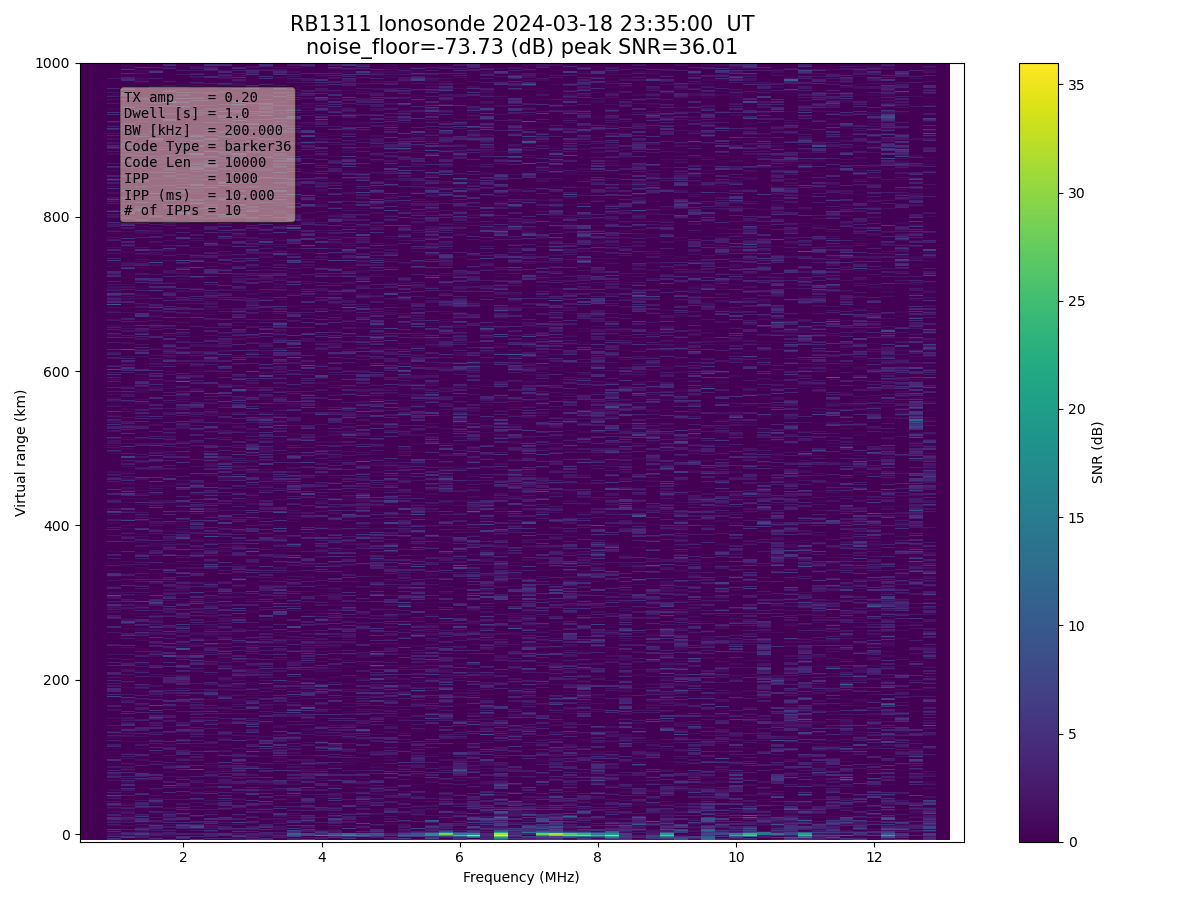 RB1311 Ionosonde 2024-03-18 23:35:00  UT
noise_floor=-73.73 (dB) peak SNR=36.01
TX amp    = 0.20
Dwell [s] = 1.0
BW [kHz]  = 200.000
Code Type = barker36
Code Len  = 10000
IPP       = 1000
IPP (ms)  = 10.000
# of IPPs = 10
1000
800
600
400
200
0
Virtual range (km)
2 4 6 8 10 12
Frequency (MHz)
35
30
25
20
15
10
5
0
SNR (dB)